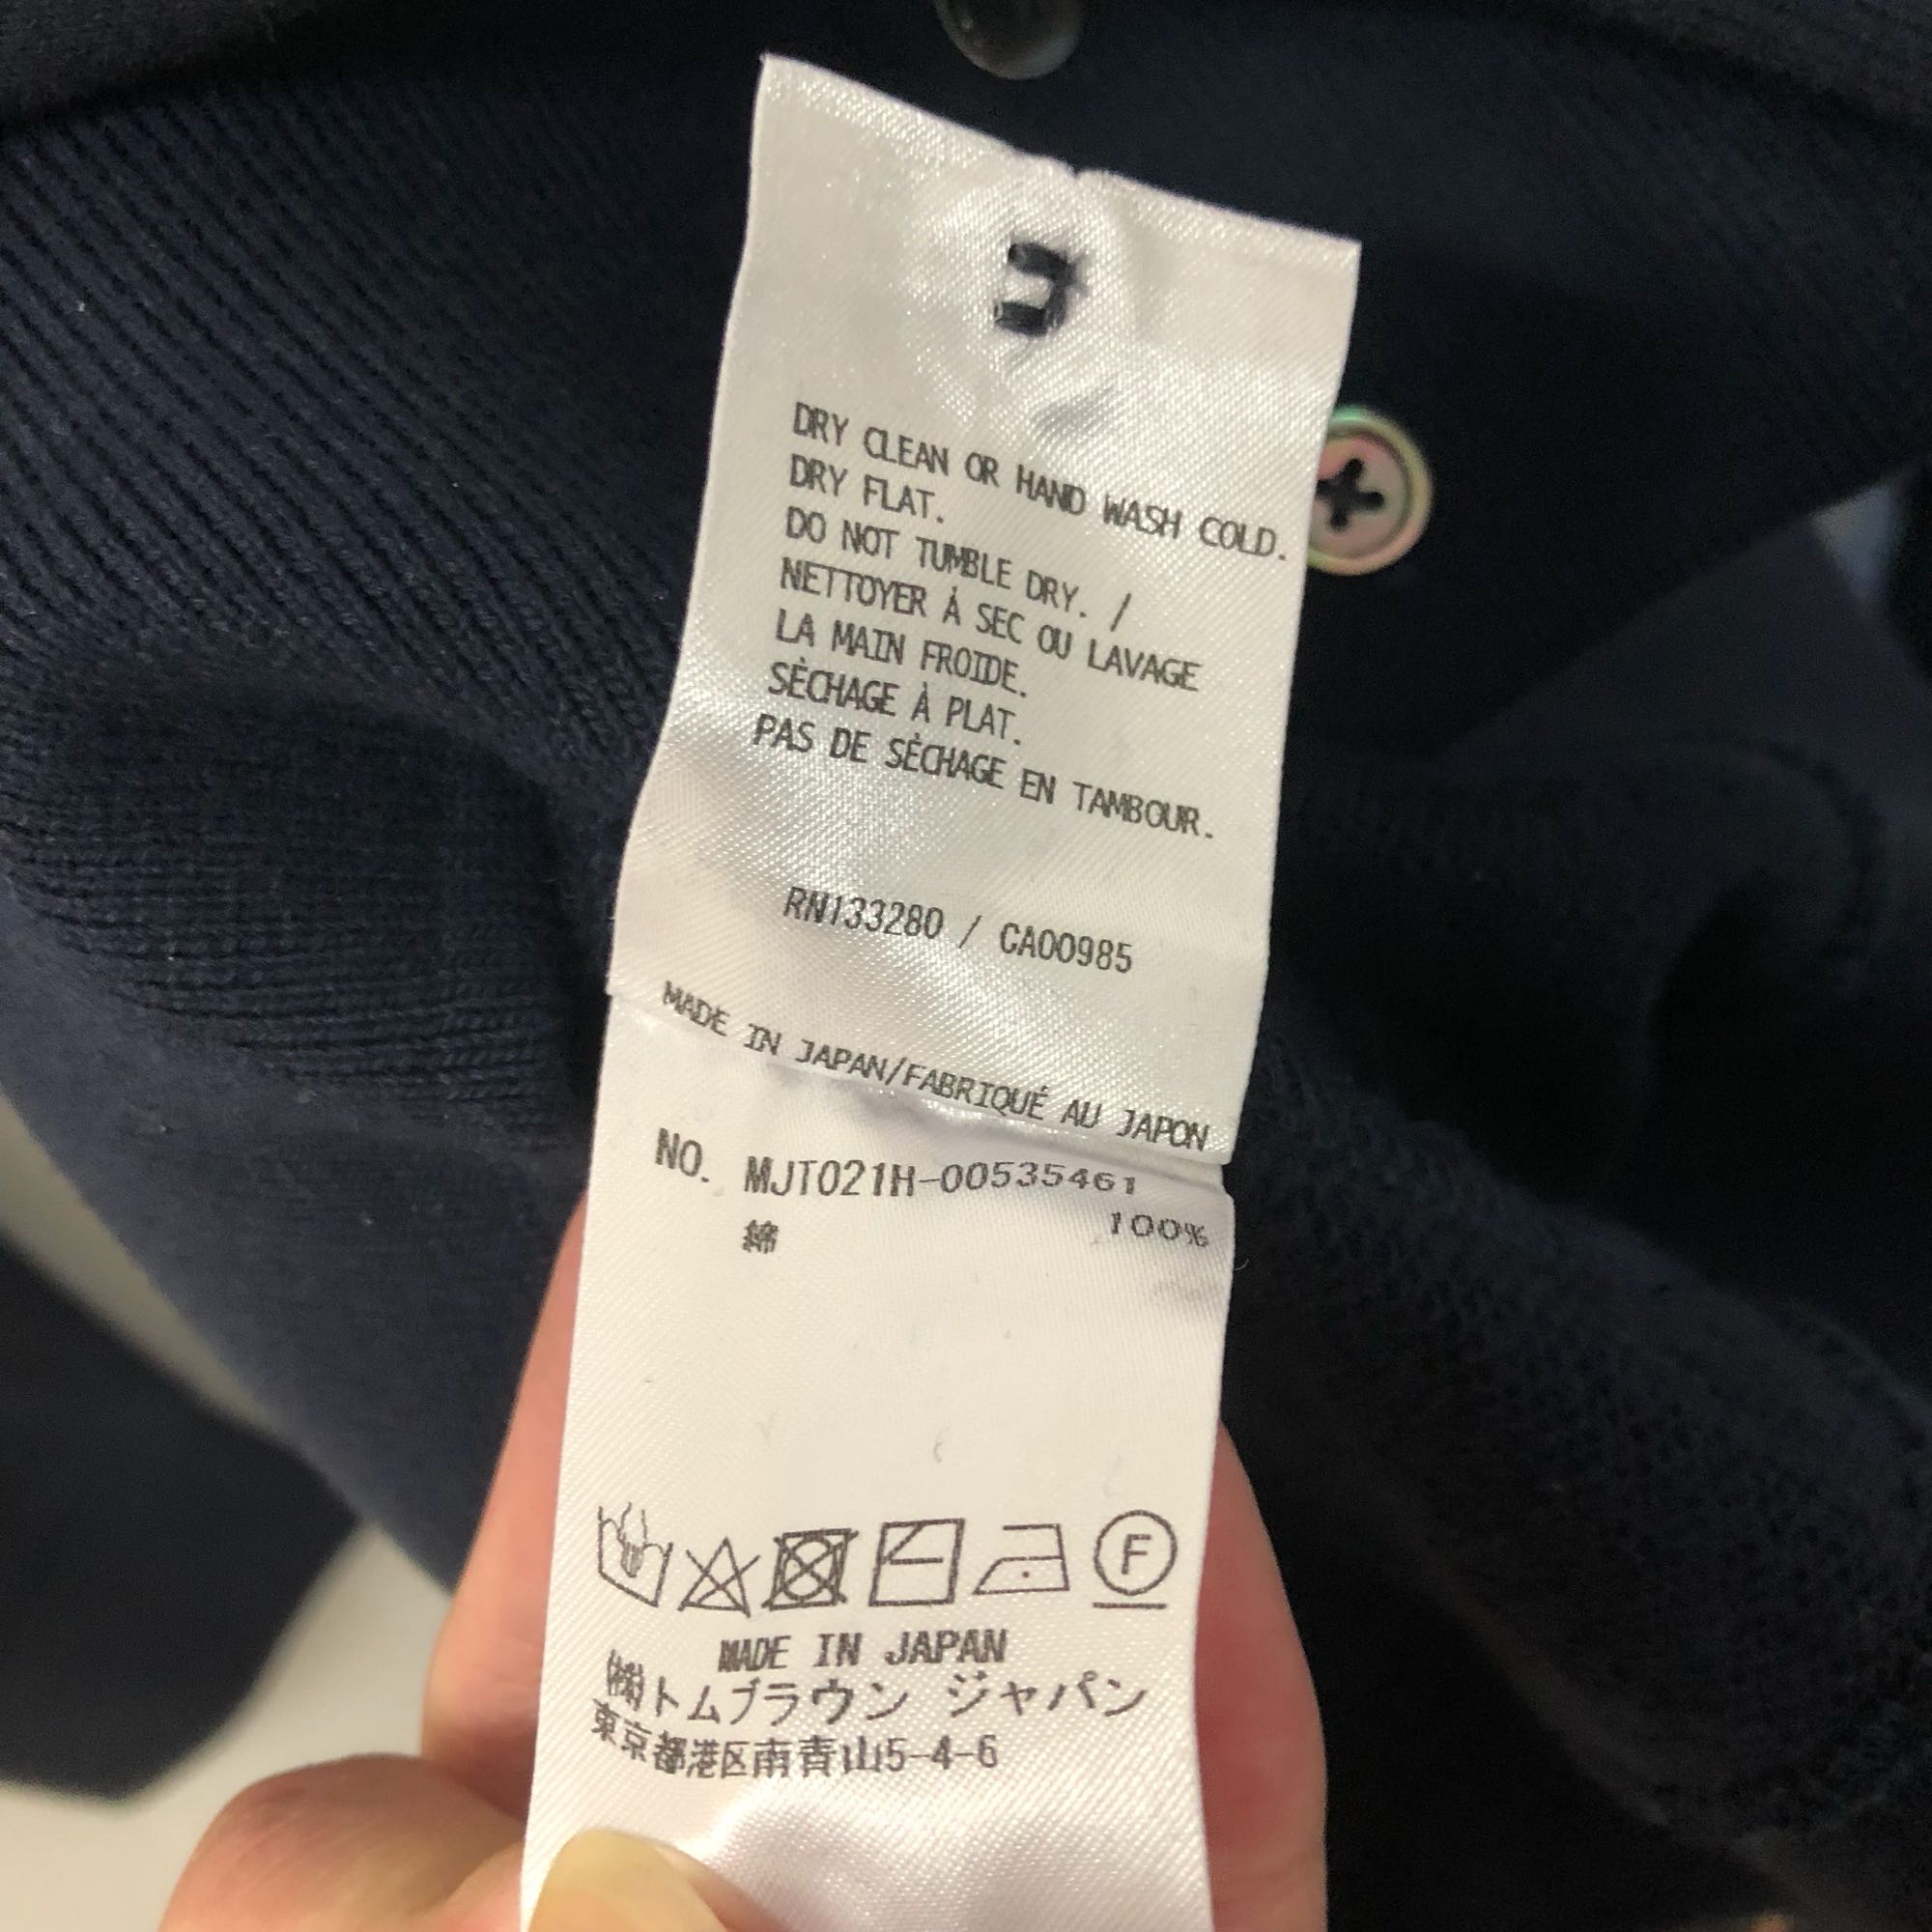 DRY CLEAN OR HAND WASH COLD.
DRY FLAT.
DO NOT TUMBLE DRY. /
NETTOYER À SEC OU LAVAGE
LA MAIN FROIDE.
SÈCHAGE À PLAT.
PAS DE SÈCHAGE EN TAMBOUR.
RN133280 / CA00985
MADE IN JAPAN/FABRIQUÉ AU JAPON
NO. MJT021H-00535461
綿 100%
F
MADE IN JAPAN
㈱トムブラウン ジャパン
東京都港区南青山5-4-6